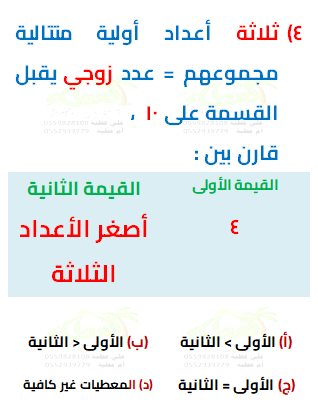 ٤) ثلاثة أعداد أولية متتالية
مجموعهم = عدد زوجي يقبل
القسمة على ١٠ ،
قارن بين :
القيمة الأولى القيمة الثانية
٤ أصغر الأعداد
الثلاثة
(أ) الأولى > الثانية (ب) الأولى < الثانية
(ج) الأولى = الثانية (د) المعطيات غير كافية